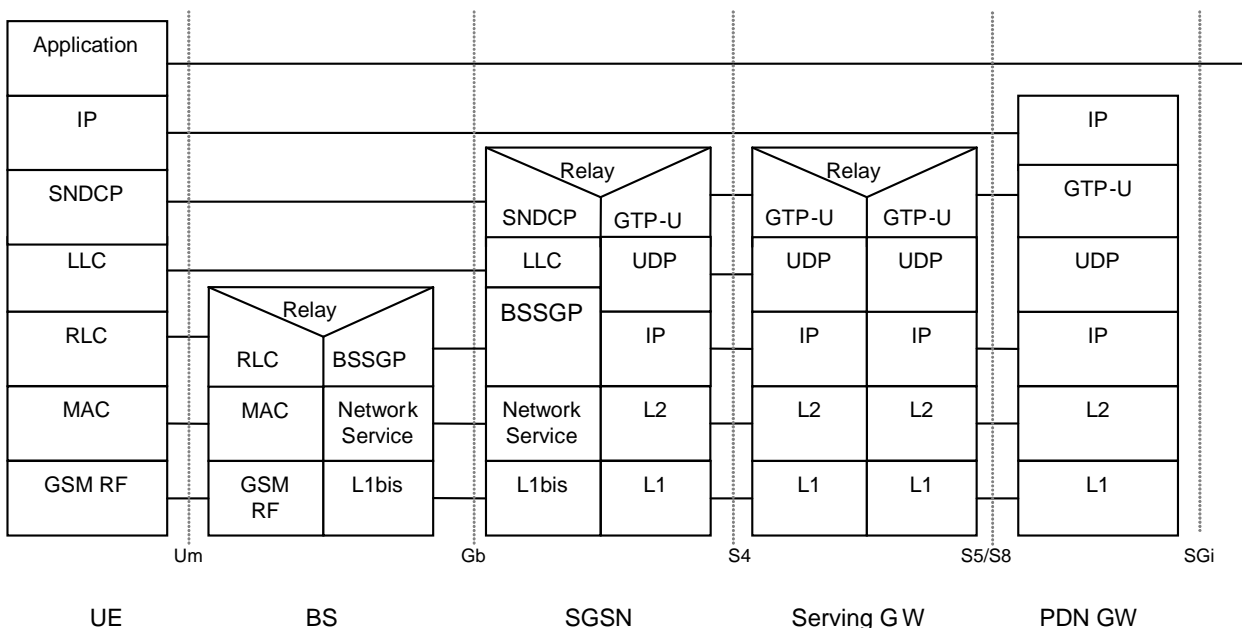 Application
IP
IP
Relay
Relay
SNDCP
GTP-U
SNDCP
GTP-U
GTP-U
GTP-U
LLC
LLC
UDP
UDP
UDP
UDP
Relay
BSSGP
RLC
IP
IP
IP
IP
RLC
BSSGP
MAC
MAC
Network
Service
Network
Service
L2
L2
L2
L2
GSM RF
GSM
RF
L1bis
L1bis
L1
L1
L1
L1
Um
Gb
S4
S5/S8
SGi
UE
BS
SGSN
Serving GW
PDN GW